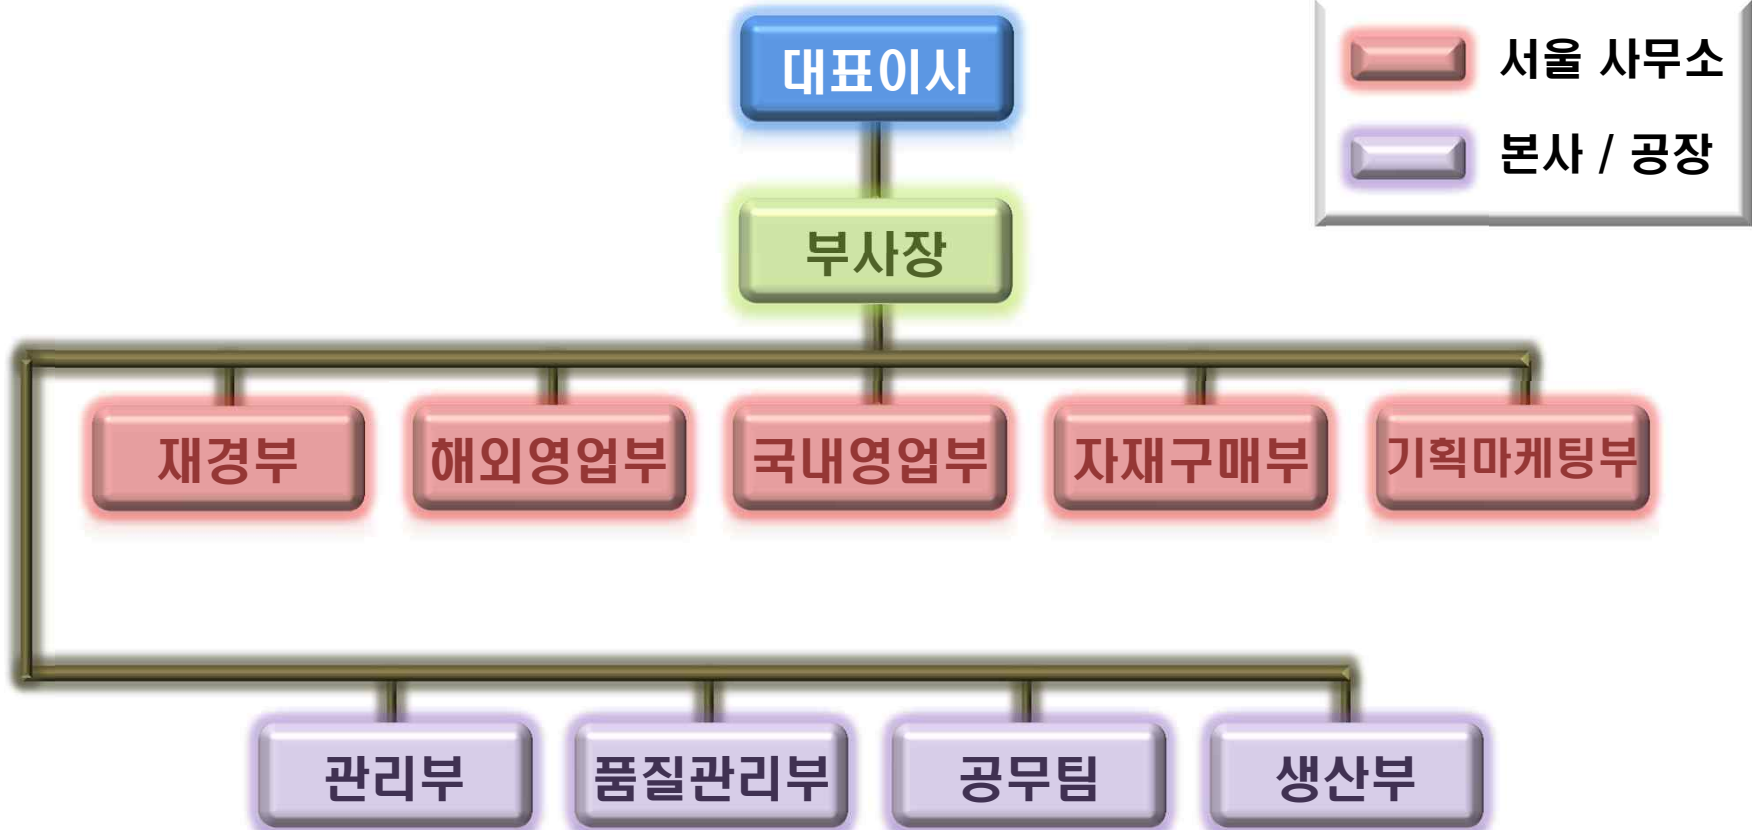 대표이사
서울 사무소
본사 / 공장
부사장
재경부
해외영업부
국내영업부
자재구매부
기획마케팅부
관리부
품질관리부
공무팀
생산부